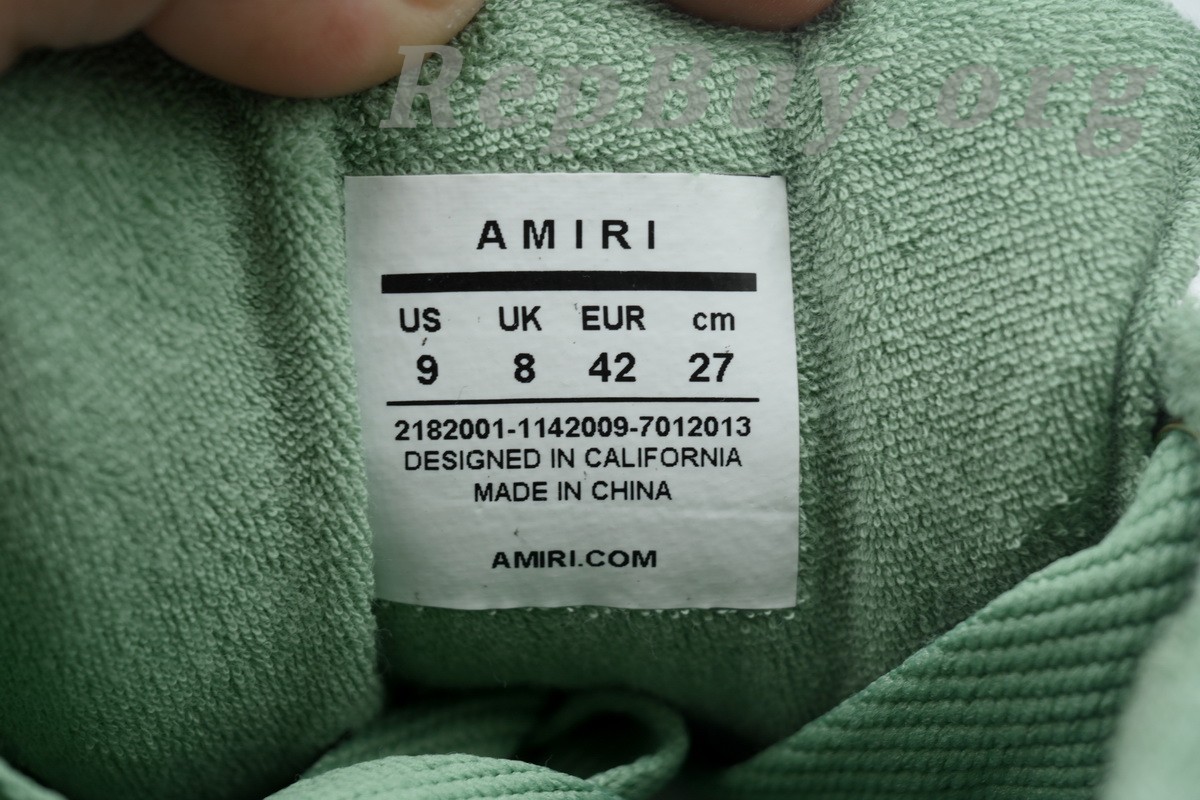 RepBuy.org
AMIRI
US UK EUR cm
9 8 42 27
2182001-1142009-7012013
DESIGNED IN CALIFORNIA
MADE IN CHINA
AMIRI.COM